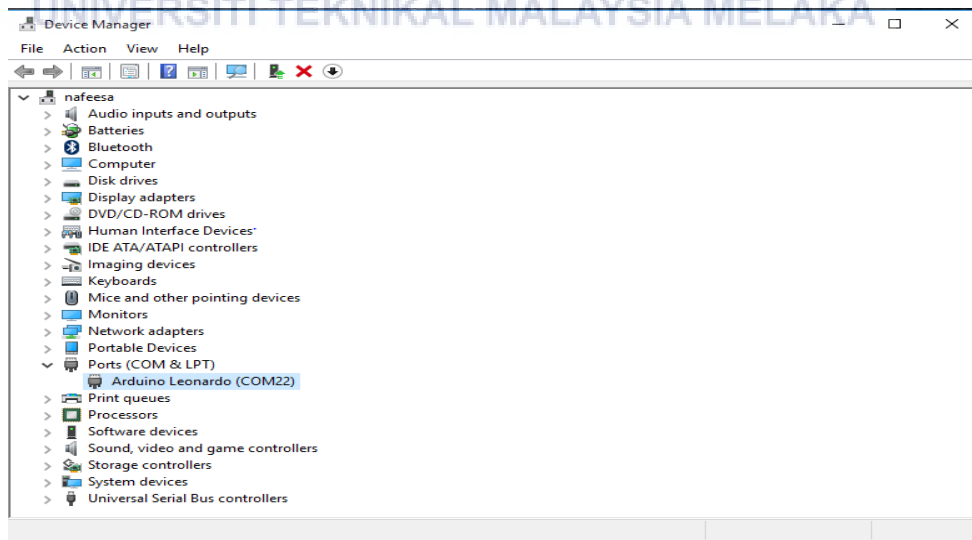 UNIVERSITI TEKNIKAL MALAYSIA MELAKA
Device Manager
File Action View Help
nafeesa
Audio inputs and outputs
Batteries
Bluetooth
Computer
Disk drives
Display adapters
DVD/CD-ROM drives
Human Interface Devices
IDE ATA/ATAPI controllers
Imaging devices
Keyboards
Mice and other pointing devices
Monitors
Network adapters
Portable Devices
Ports (COM & LPT)
Arduino Leonardo (COM22)
Print queues
Processors
Software devices
Sound, video and game controllers
Storage controllers
System devices
Universal Serial Bus controllers